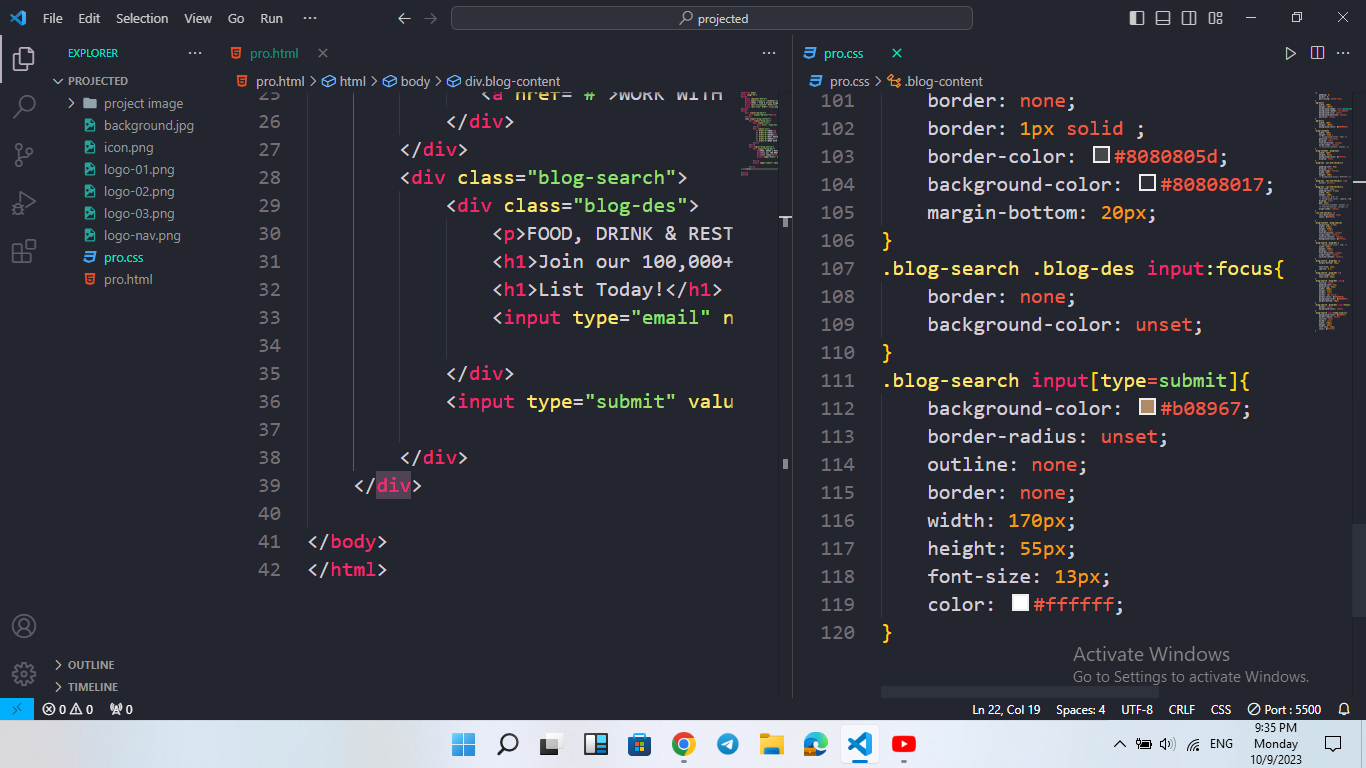 File Edit Selection View Go Run ··· projected
EXPLORER ···
PROJECTED
project image
background.jpg
icon.png
logo-01.png
logo-02.png
logo-03.png
logo-nav.png
pro.css
pro.html
OUTLINE
TIMELINE
pro.html ···
pro.html > html > body > div.blog-content
25 <a href="#">WORK WITH
26 </div>
27 </div>
28 <div class="blog-search">
29 <div class="blog-des">
30 <p>FOOD, DRINK & REST
31 <h1>Join our 100,000+
32 <h1>List Today!</h1>
33 <input type="email" n
34
35 </div>
36 <input type="submit" valu
37
38 </div>
39 </div>
40
41 </body>
42 </html>
pro.css ···
pro.css > .blog-content
101 border: none;
102 border: 1px solid ;
103 border-color: #8080805d;
104 background-color: #80808017;
105 margin-bottom: 20px;
106 }
107 .blog-search .blog-des input:focus{
108 border: none;
109 background-color: unset;
110 }
111 .blog-search input[type=submit]{
112 background-color: #b08967;
113 border-radius: unset;
114 outline: none;
115 border: none;
116 width: 170px;
117 height: 55px;
118 font-size: 13px;
119 color: #ffffff;
120 }
Activate Windows
Go to Settings to activate Windows.
0 0 0 Ln 22, Col 19 Spaces: 4 UTF-8 CRLF CSS Port : 5500
ENG
9:35 PM
Monday
10/9/2023